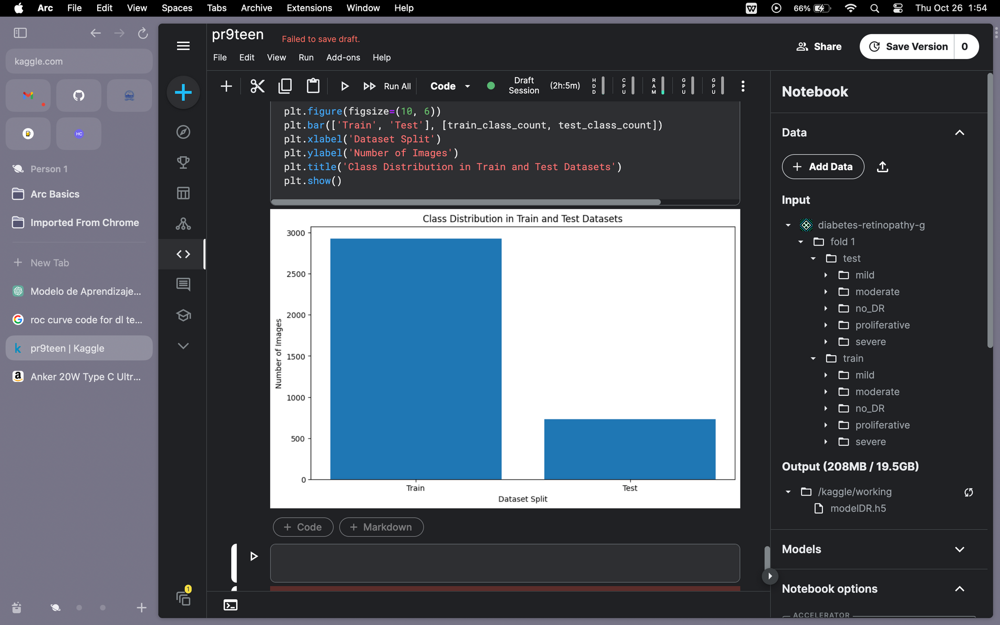 Arc File Edit View Spaces Tabs Archive Extensions Window Help 66% Thu Oct 26 1:54
kaggle.com
HC
Person 1
Arc Basics
Imported From Chrome
New Tab
Modelo de Aprendizaje...
roc curve code for dl te...
pr9teen | Kaggle
Anker 20W Type C Ultr...
1
pr9teen Failed to save draft.
File Edit View Run Add-ons Help
Share
Save Version 0
Run All Code Draft Session (2h:5m) HDD CPU RAM GPU GPU
plt.figure(figsize=(10, 6))
plt.bar(['Train', 'Test'], [train_class_count, test_class_count])
plt.xlabel('Dataset Split')
plt.ylabel('Number of Images')
plt.title('Class Distribution in Train and Test Datasets')
plt.show()
Class Distribution in Train and Test Datasets
Number of Images
3000
2500
2000
1500
1000
500
0
Train Test
Dataset Split
+ Code + Markdown
Notebook
Data
+ Add Data
Input
diabetes-retinopathy-g
fold 1
test
mild
moderate
no_DR
proliferative
severe
train
mild
moderate
no_DR
proliferative
severe
Output (208MB / 19.5GB)
/kaggle/working
modelDR.h5
Models
Notebook options
ACCELERATOR